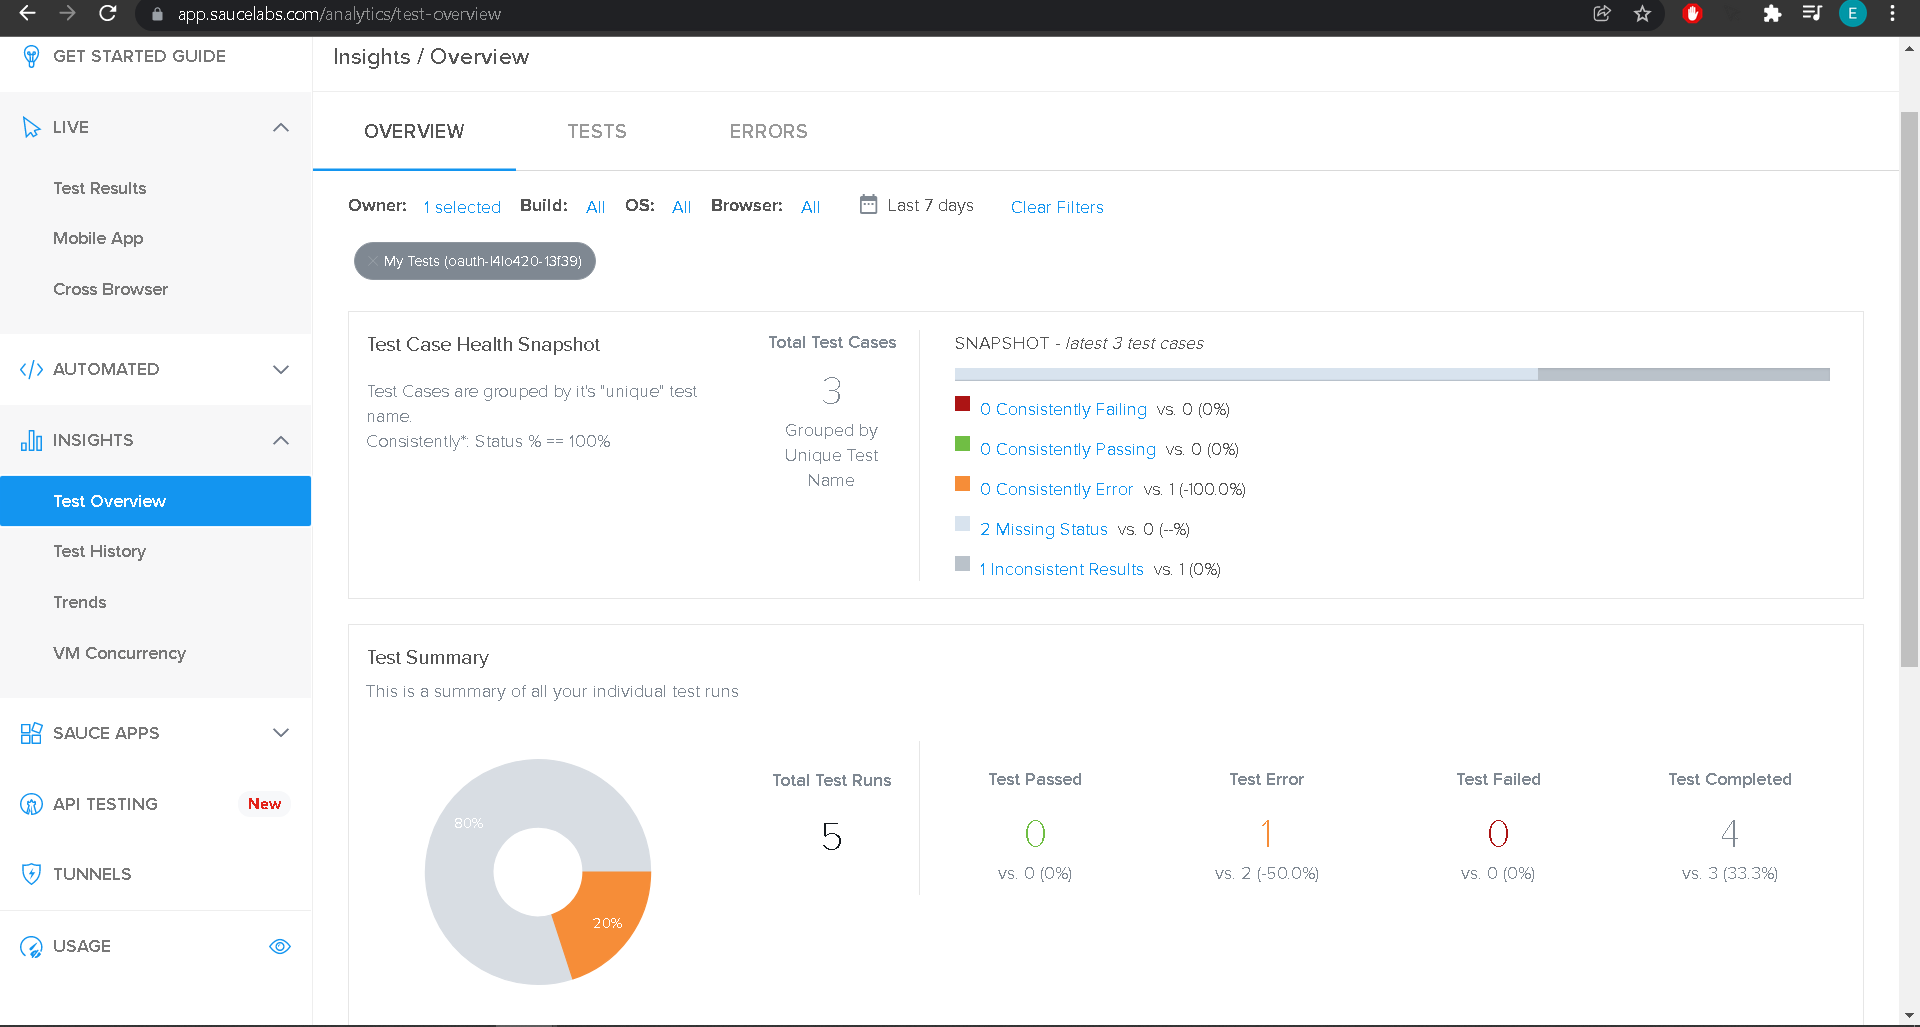 app.saucelabs.com/analytics/test-overview
E
GET STARTED GUIDE
LIVE
Test Results
Mobile App
Cross Browser
AUTOMATED
INSIGHTS
Test Overview
Test History
Trends
VM Concurrency
SAUCE APPS
API TESTING New
TUNNELS
USAGE
Insights / Overview
OVERVIEW TESTS ERRORS
Owner: 1 selected Build: All OS: All Browser: All Last 7 days Clear Filters
My Tests (oauth-l4lo420-13f39)
Test Case Health Snapshot
Test Cases are grouped by it's "unique" test
name.
Consistently*: Status % == 100%
Total Test Cases
3
Grouped by
Unique Test
Name
SNAPSHOT - latest 3 test cases
0 Consistently Failing vs. 0 (0%)
0 Consistently Passing vs. 0 (0%)
0 Consistently Error vs. 1 (-100.0%)
2 Missing Status vs. 0 (--%)
1 Inconsistent Results vs. 1 (0%)
Test Summary
This is a summary of all your individual test runs
80%
20%
Total Test Runs
5
Test Passed
0
vs. 0 (0%)
Test Error
1
vs. 2 (-50.0%)
Test Failed
0
vs. 0 (0%)
Test Completed
4
vs. 3 (33.3%)